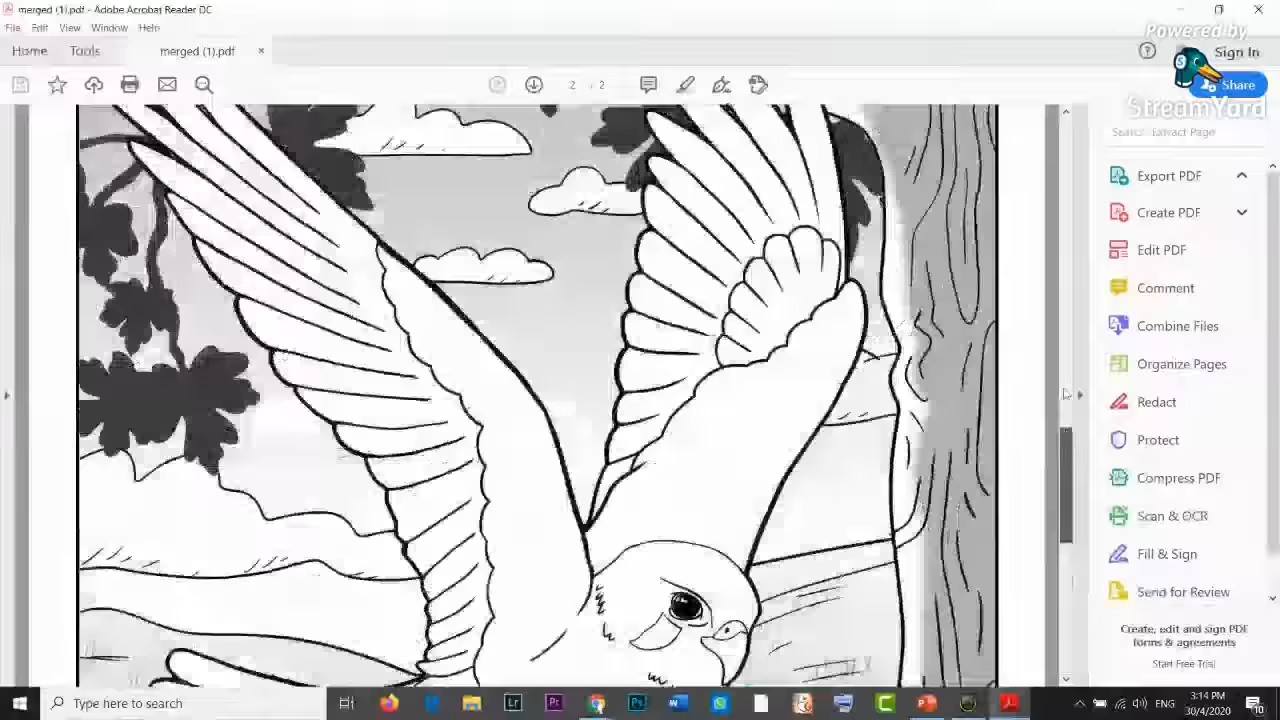 merged (1).pdf - Adobe Acrobat Reader DC
File Edit View Window Help
Powered by
StreamYard
Home Tools merged (1).pdf × Sign In
2 / 2
Share
Search 'Extract Page'
Export PDF
Create PDF
Edit PDF
Comment
Combine Files
Organize Pages
Redact
Protect
Compress PDF
Scan & OCR
Fill & Sign
Send for Review
Create, edit and sign PDF
forms & agreements
Start Free Trial
Type here to search
ENG
3:14 PM
30/4/2020